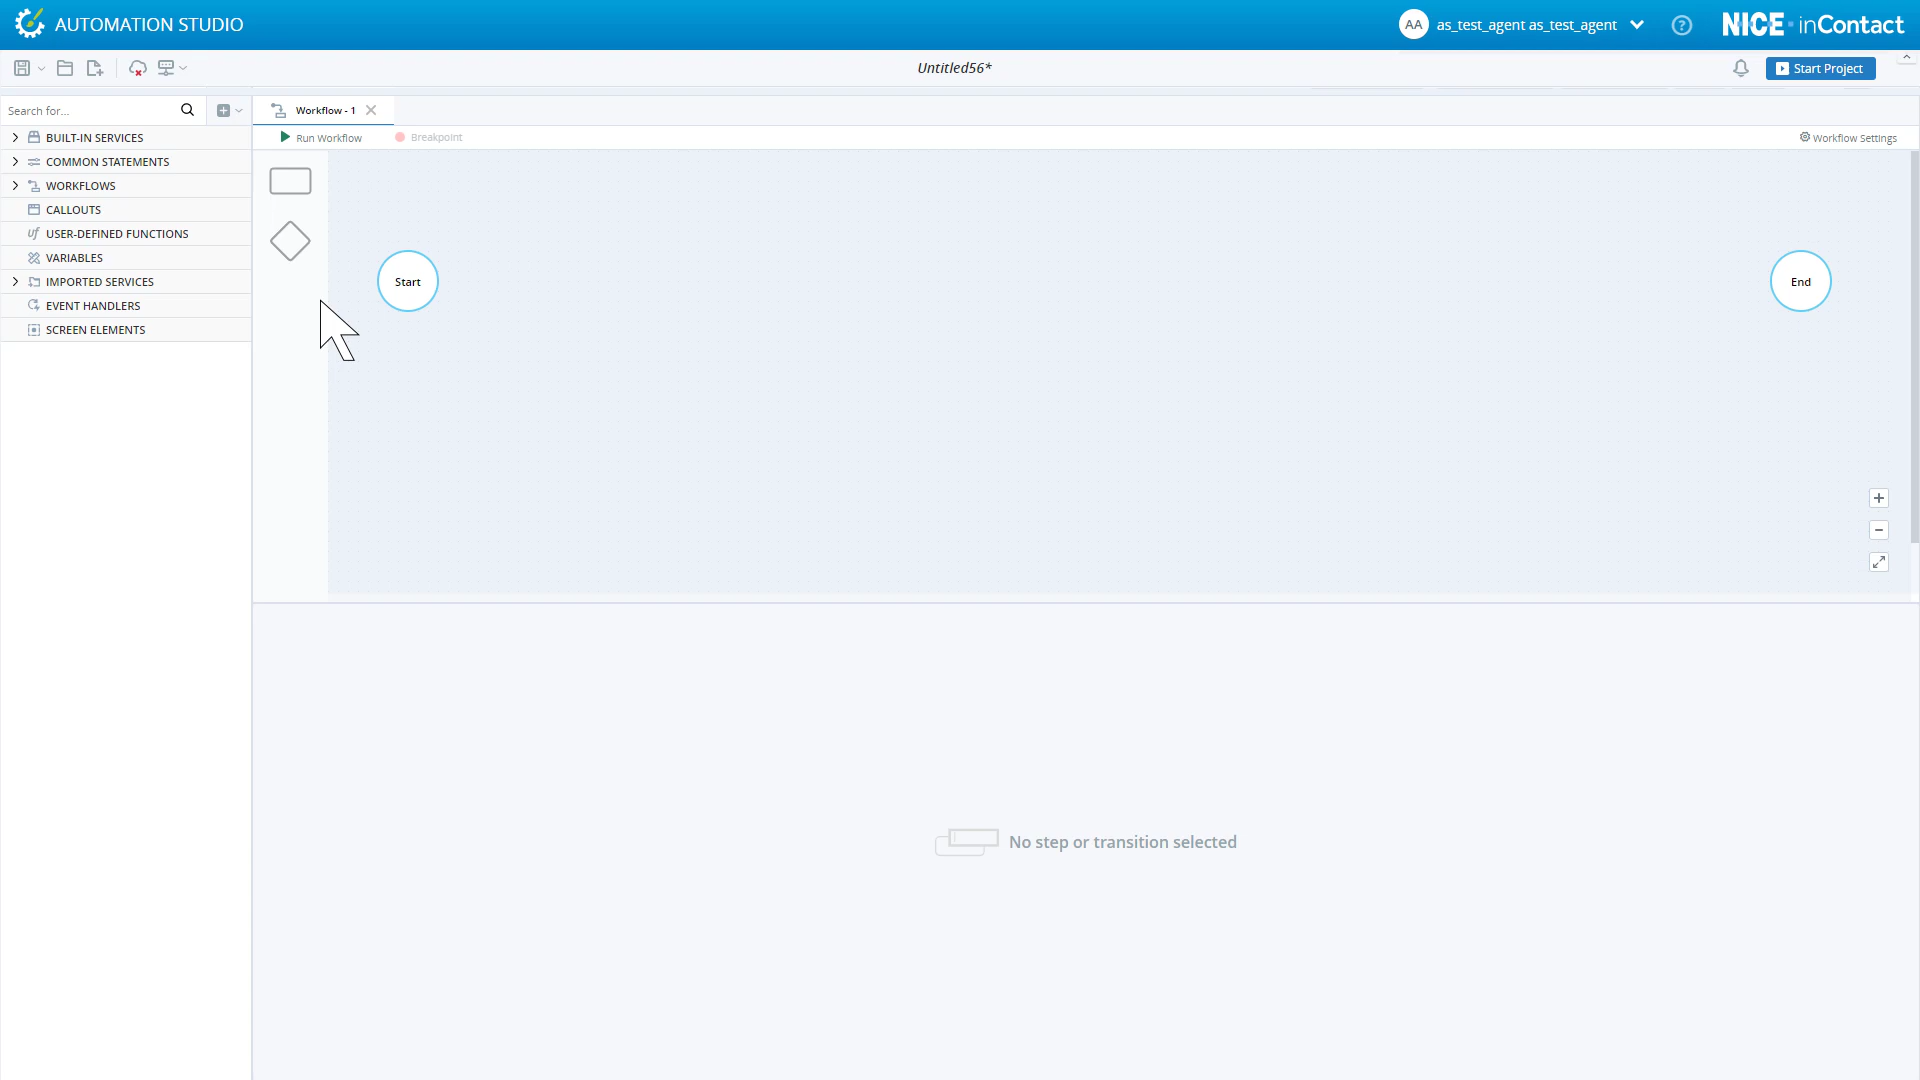 AUTOMATION STUDIO
AA as_test_agent as_test_agent ? NICE inContact
Untitled56*
Start Project
Search for...
Workflow - 1
BUILT-IN SERVICES
Run Workflow
Breakpoint
Workflow Settings
COMMON STATEMENTS
WORKFLOWS
CALLOUTS
Uf USER-DEFINED FUNCTIONS
VARIABLES
IMPORTED SERVICES
EVENT HANDLERS
SCREEN ELEMENTS
Start
End
No step or transition selected